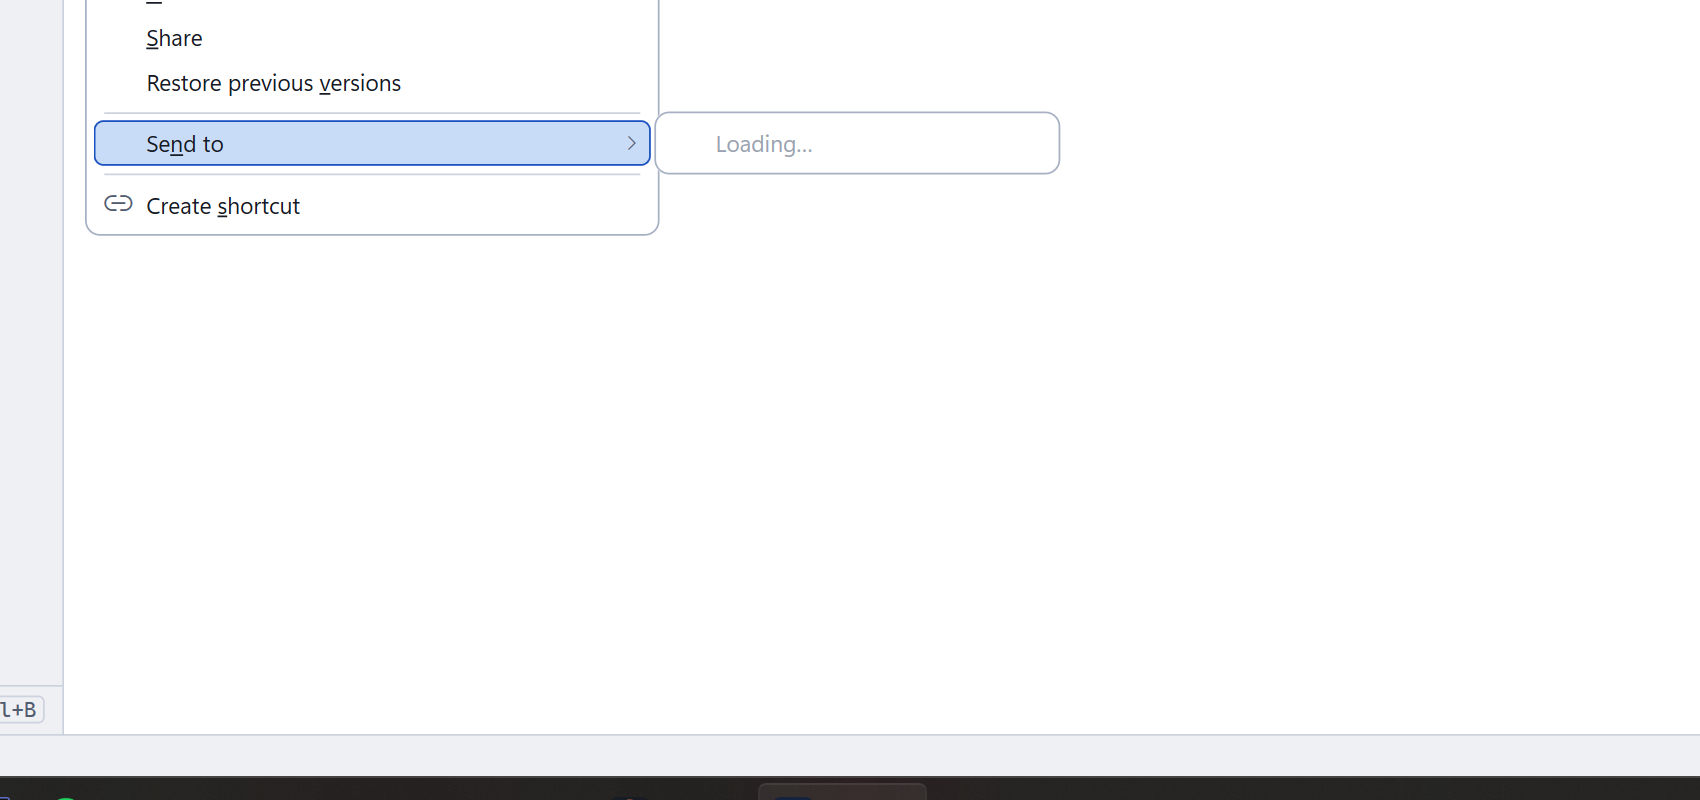 Share
Restore previous versions
Send to
Loading...
Create shortcut
l+B